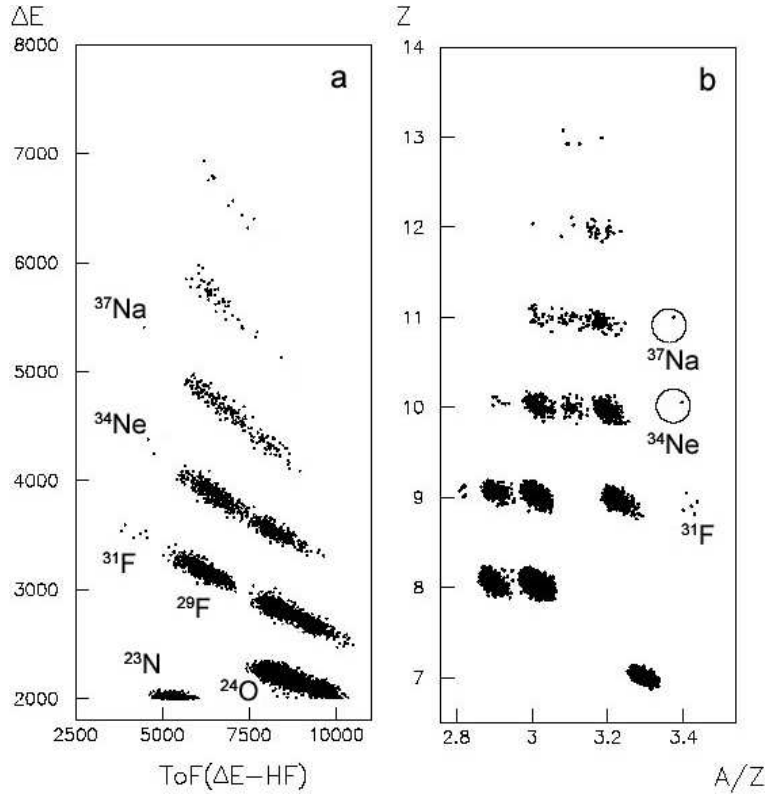 ΔE
8000
7000
6000
5000
4000
3000
2000
a
³⁷Na
³⁴Ne
³¹F
²⁹F
²³N
²⁴O
2500
5000
7500
10000
ToF(ΔE−HF)
Z
14
13
12
11
10
9
8
7
b
³⁷Na
³⁴Ne
³¹F
2.8
3
3.2
3.4
A/Z